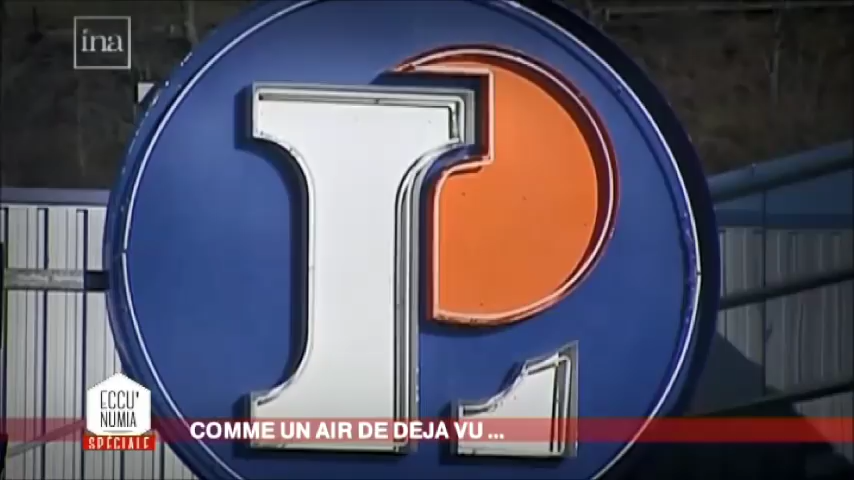 ina
ECCU'
NUMIA
SPÉCIALE
COMME UN AIR DE DEJA VU ...
L